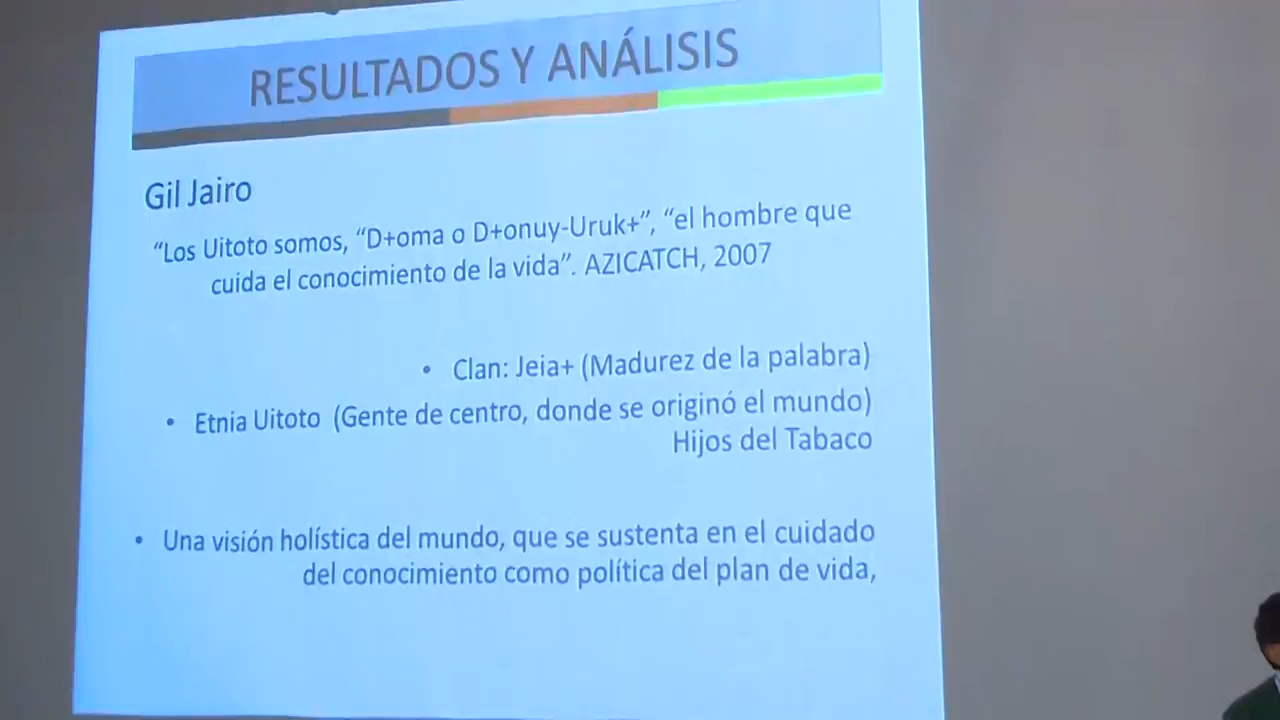 RESULTADOS Y ANÁLISIS
Gil Jairo
“Los Uitoto somos, “D+oma o D+onuy-Uruk+”, “el hombre que
cuida el conocimiento de la vida”. AZICATCH, 2007
• Clan: Jeia+ (Madurez de la palabra)
• Etnia Uitoto (Gente de centro, donde se originó el mundo)
Hijos del Tabaco
• Una visión holística del mundo, que se sustenta en el cuidado
del conocimiento como política del plan de vida,